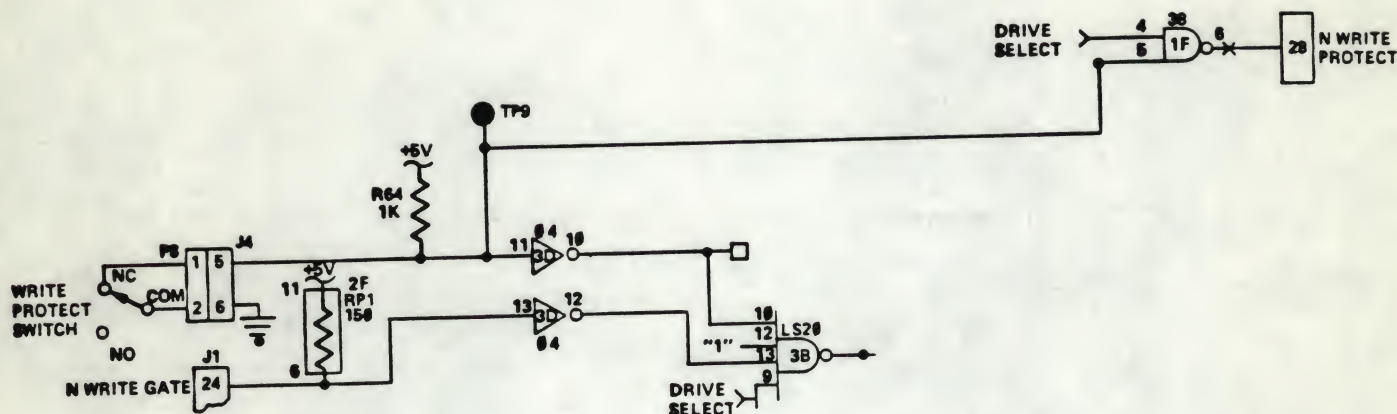 DRIVE SELECT
4
5
38
1F
6
28
N WRITE PROTECT
TP9
+5V
R64
1K
P8
J4
1
5
2
6
NC
COM
WRITE PROTECT SWITCH
NO
11
+5V
2F
RP1
150
6
J1
24
N WRITE GATE
11
04
3D
10
13
3D
12
04
10
12
LS20
"1"
13
3B
9
DRIVE SELECT